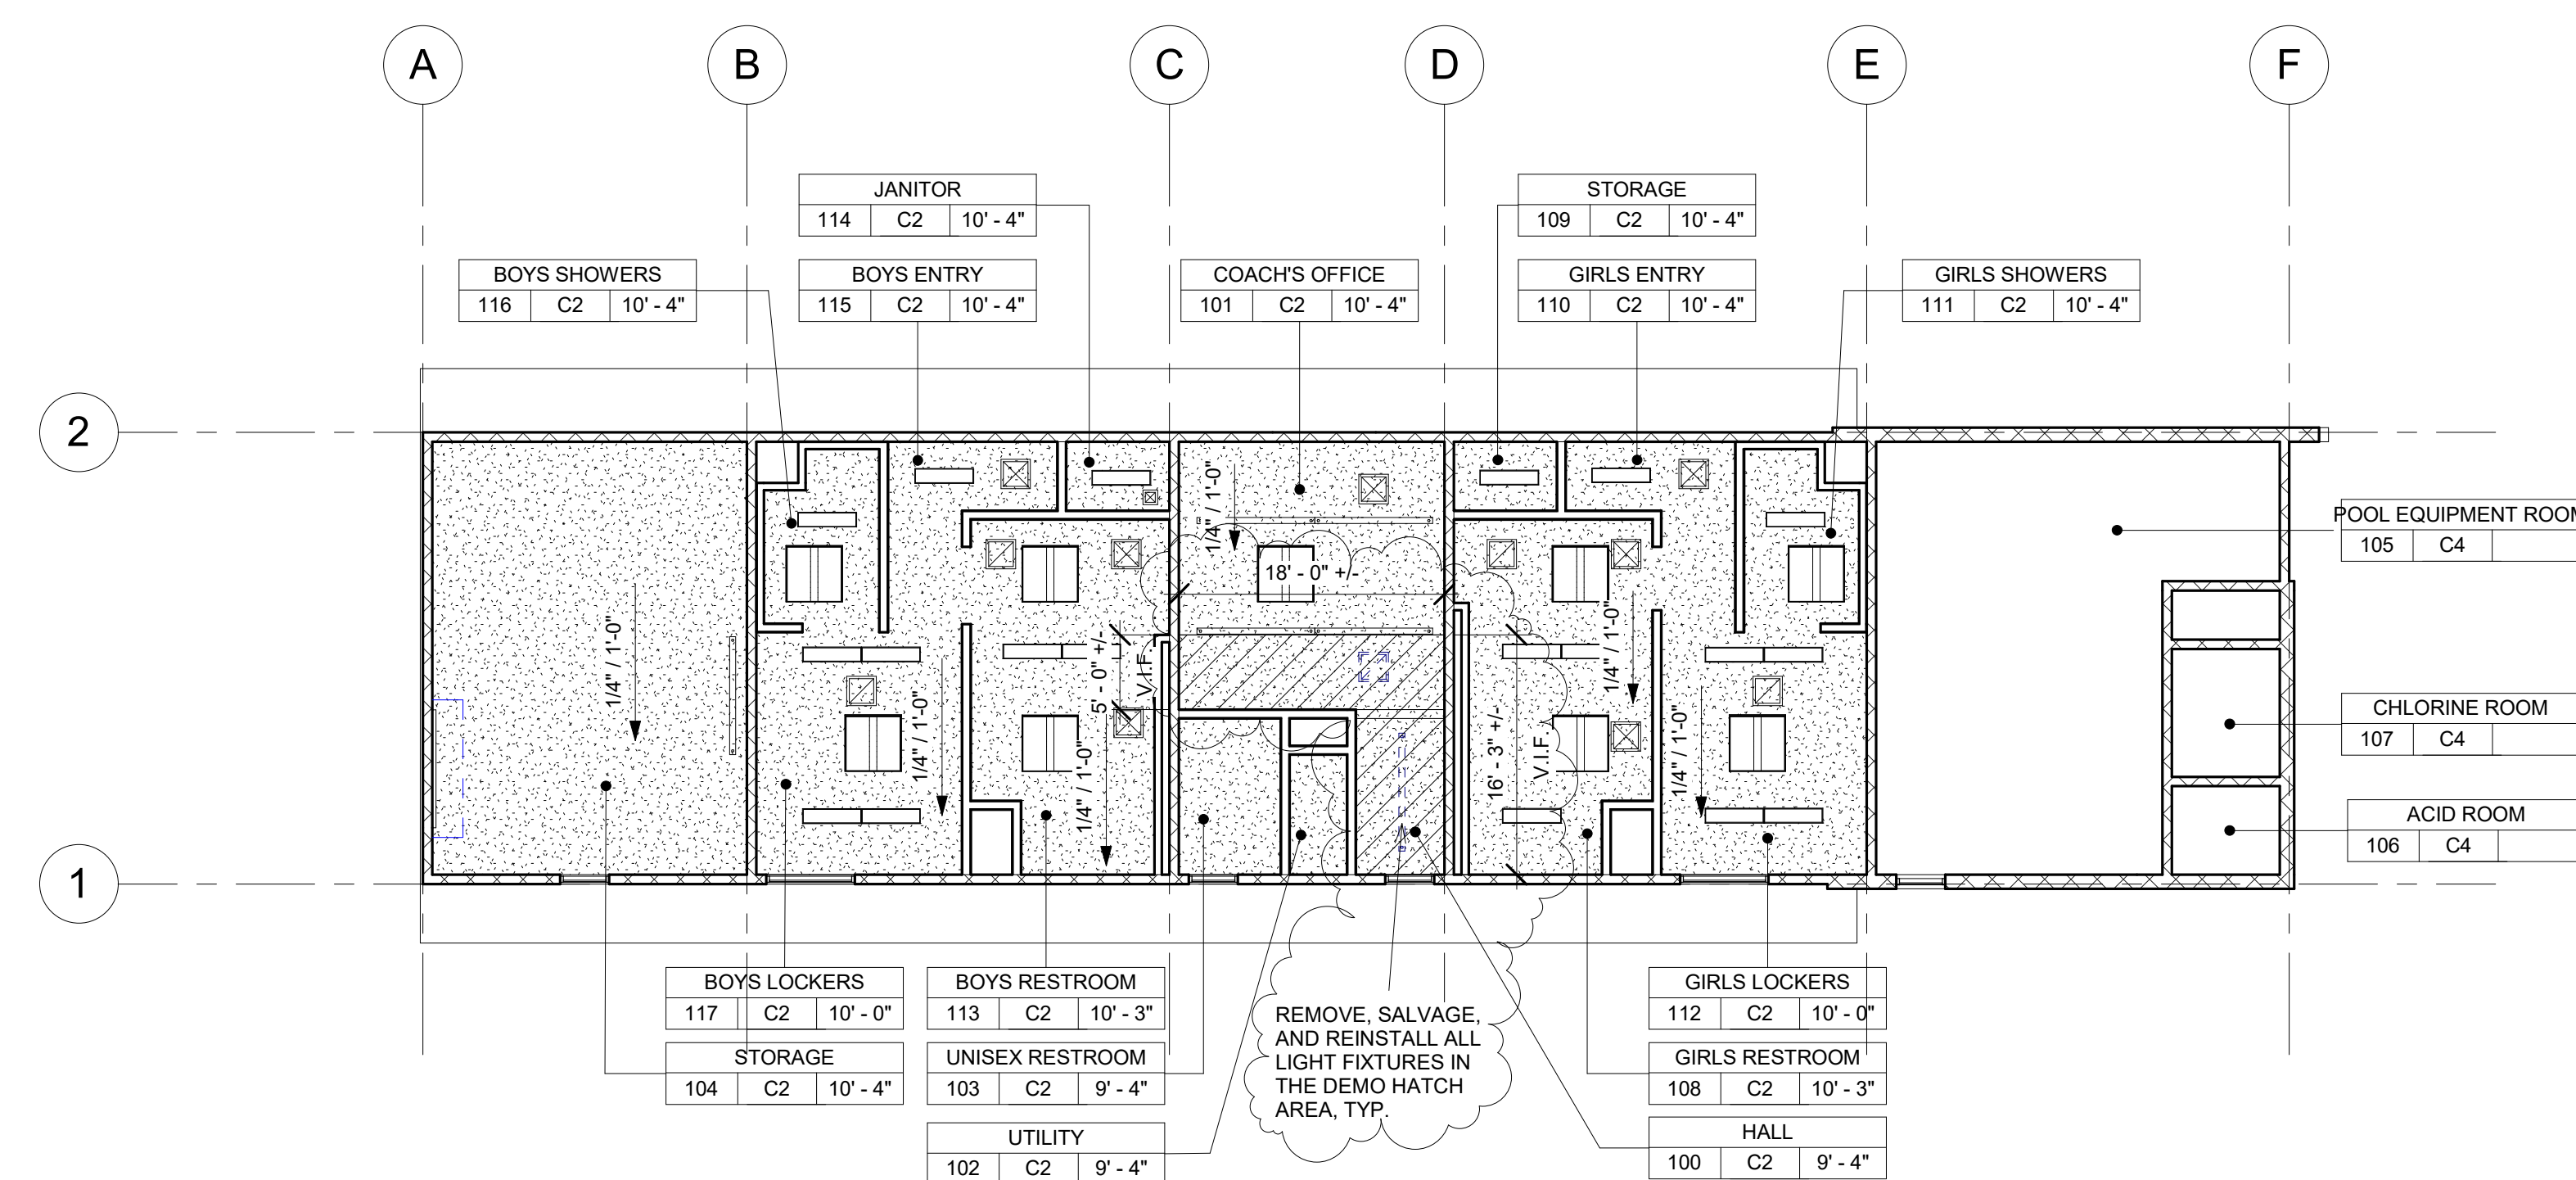 A B C D E F
JANITOR
114 C2 10' - 4"
STORAGE
109 C2 10' - 4"
BOYS SHOWERS
116 C2 10' - 4"
BOYS ENTRY
115 C2 10' - 4"
COACH'S OFFICE
101 C2 10' - 4"
GIRLS ENTRY
110 C2 10' - 4"
GIRLS SHOWERS
111 C2 10' - 4"
2
1/4" / 1'-0"
18' - 0" +/-
POOL EQUIPMENT ROOM
105 C4
1/4" / 1'-0"
1/4" / 1'-0"
5' - 0" +/-
V.I.F.
1/4" / 1'-0"
16' - 3" +/-
V.I.F.
1/4" / 1'-0"
1/4" / 1'-0"
CHLORINE ROOM
107 C4
ACID ROOM
106 C4
1
BOYS LOCKERS
117 C2 10' - 0"
BOYS RESTROOM
113 C2 10' - 3"
GIRLS LOCKERS
112 C2 10' - 0"
STORAGE
104 C2 10' - 4"
UNISEX RESTROOM
103 C2 9' - 4"
GIRLS RESTROOM
108 C2 10' - 3"
UTILITY
102 C2 9' - 4"
REMOVE, SALVAGE,
AND REINSTALL ALL
LIGHT FIXTURES IN
THE DEMO HATCH
AREA, TYP.
HALL
100 C2 9' - 4"